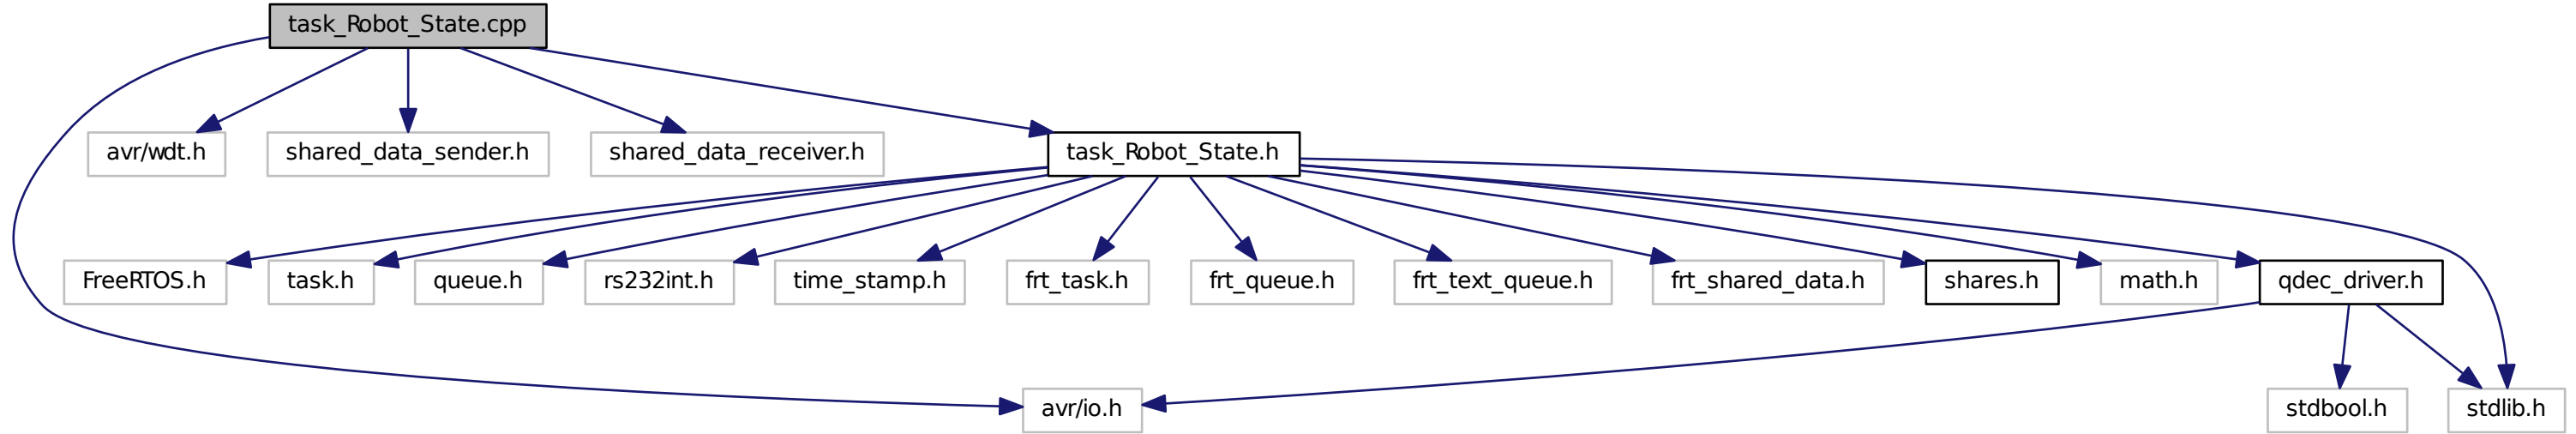 task_Robot_State.cpp
avr/wdt.h
shared_data_sender.h
shared_data_receiver.h
task_Robot_State.h
FreeRTOS.h
task.h
queue.h
rs232int.h
time_stamp.h
frt_task.h
frt_queue.h
frt_text_queue.h
frt_shared_data.h
shares.h
math.h
qdec_driver.h
avr/io.h
stdbool.h
stdlib.h